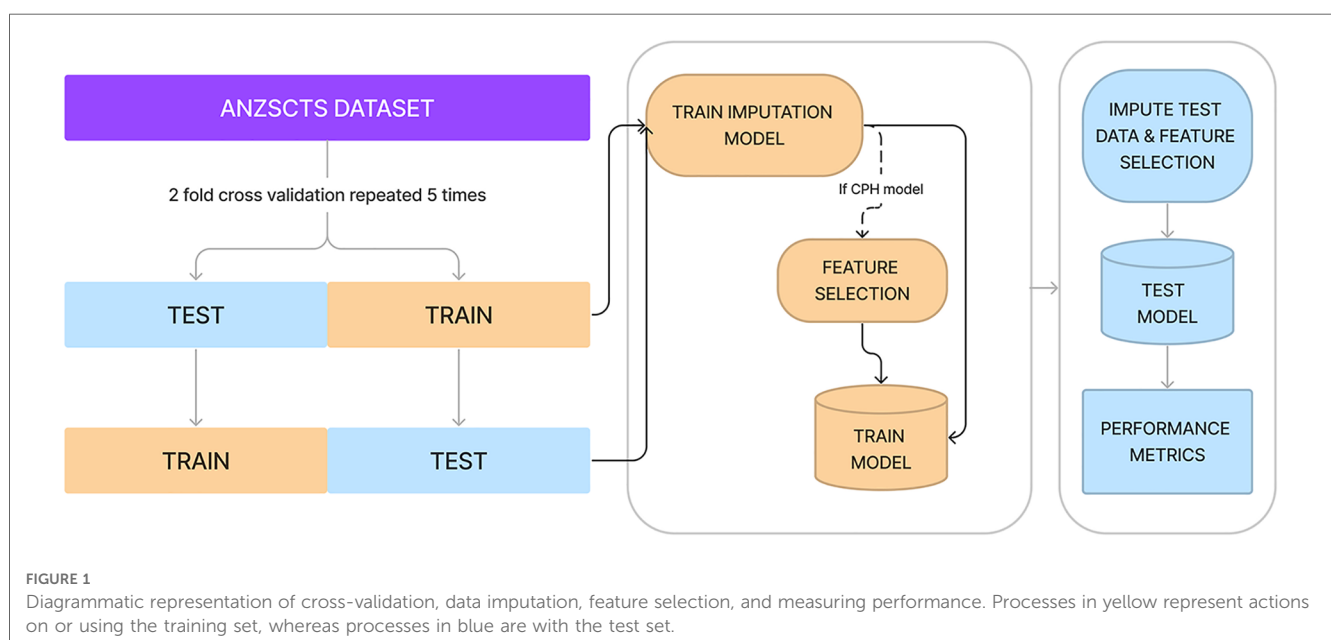 ANZSCTS DATASET
2 fold cross validation repeated 5 times
TEST
TRAIN
TRAIN
TEST
TRAIN IMPUTATION
MODEL
If CPH model
FEATURE
SELECTION
TRAIN
MODEL
IMPUTE TEST
DATA & FEATURE
SELECTION
TEST
MODEL
PERFORMANCE
METRICS
FIGURE 1
Diagrammatic representation of cross-validation, data imputation, feature selection, and measuring performance. Processes in yellow represent actions
on or using the training set, whereas processes in blue are with the test set.